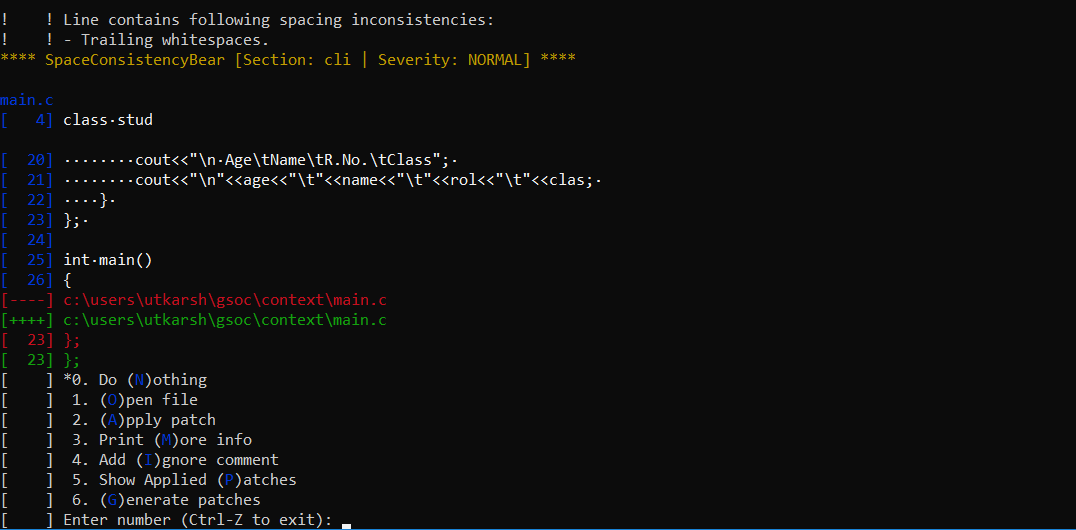 !    ! Line contains following spacing inconsistencies:
!    ! - Trailing whitespaces.
**** SpaceConsistencyBear [Section: cli | Severity: NORMAL] ****
main.c
[   4] class·stud
[  20] ········cout<<"\n·Age\tName\tR.No.\tClass";·
[  21] ········cout<<"\n"<<age<<"\t"<<name<<"\t"<<rol<<"\t"<<clas;·
[  22] ····}·
[  23] };·
[  24]
[  25] int·main()
[  26] {
[----] c:\users\utkarsh\gsoc\context\main.c
[++++] c:\users\utkarsh\gsoc\context\main.c
[  23] };
[  23] };
[    ] *0. Do (N)othing
[    ]  1. (O)pen file
[    ]  2. (A)pply patch
[    ]  3. Print (M)ore info
[    ]  4. Add (I)gnore comment
[    ]  5. Show Applied (P)atches
[    ]  6. (G)enerate patches
[    ] Enter number (Ctrl-Z to exit):